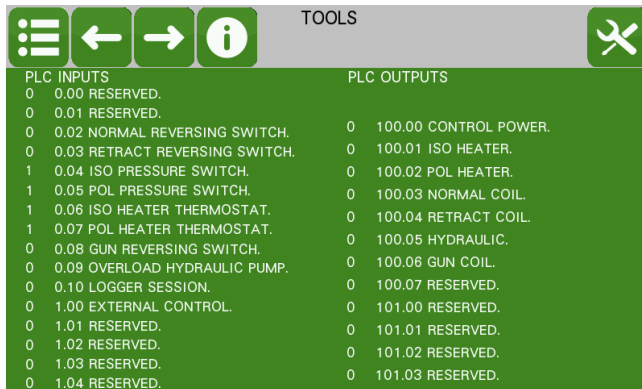 TOOLS
PLC INPUTS
0 0.00 RESERVED.
0 0.01 RESERVED.
0 0.02 NORMAL REVERSING SWITCH.
0 0.03 RETRACT REVERSING SWITCH.
1 0.04 ISO PRESSURE SWITCH.
1 0.05 POL PRESSURE SWITCH.
1 0.06 ISO HEATER THERMOSTAT.
1 0.07 POL HEATER THERMOSTAT.
0 0.08 GUN REVERSING SWITCH.
0 0.09 OVERLOAD HYDRAULIC PUMP.
0 0.10 LOGGER SESSION.
0 1.00 EXTERNAL CONTROL.
0 1.01 RESERVED.
0 1.02 RESERVED.
0 1.03 RESERVED.
0 1.04 RESERVED.
PLC OUTPUTS
0 100.00 CONTROL POWER.
0 100.01 ISO HEATER.
0 100.02 POL HEATER.
0 100.03 NORMAL COIL.
0 100.04 RETRACT COIL.
0 100.05 HYDRAULIC.
0 100.06 GUN COIL.
0 100.07 RESERVED.
0 101.00 RESERVED.
0 101.01 RESERVED.
0 101.02 RESERVED.
0 101.03 RESERVED.